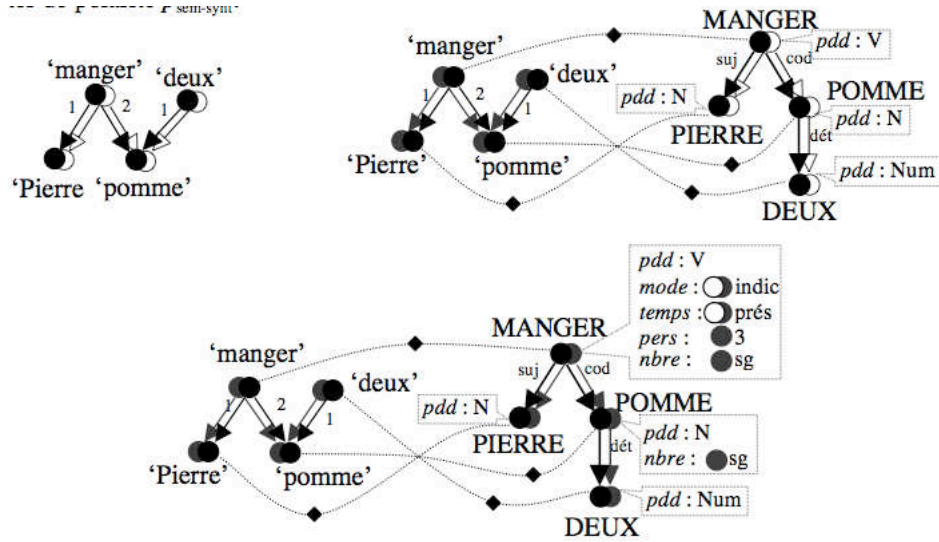 p sem-synt.
‘manger’
‘deux’
1
2
1
‘Pierre
‘pomme’
MANGER
pdd : V
‘manger’
‘deux’
suj
cod
1
2
1
pdd : N
POMME
pdd : N
‘Pierre’
‘pomme’
PIERRE
dét
pdd : Num
DEUX
pdd : V
mode : indic
temps : prés
pers : 3
nbre : sg
MANGER
‘manger’
‘deux’
suj
cod
1
2
1
pdd : N
POMME
PIERRE
pdd : N
nbre : sg
‘Pierre’
‘pomme’
dét
pdd : Num
DEUX